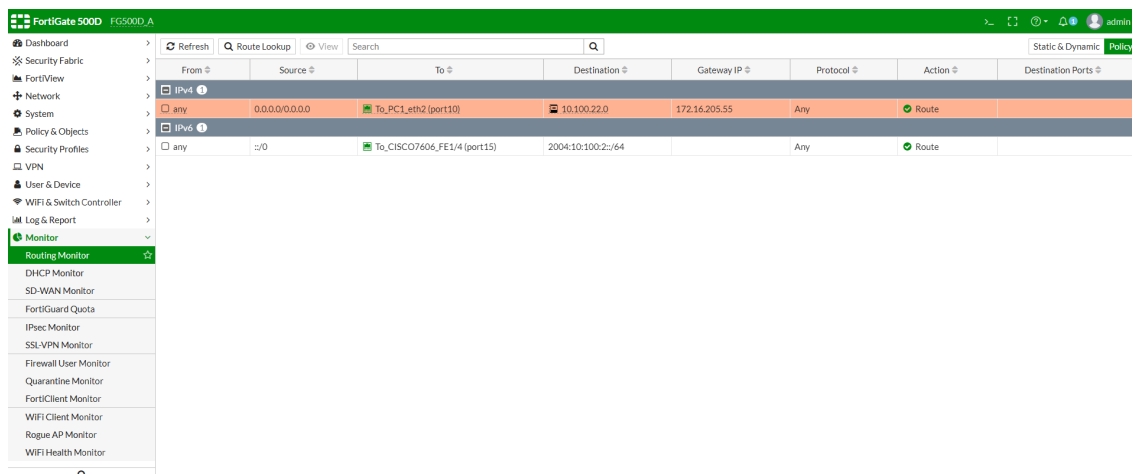 FortiGate 500D FG500D_A
>_ ? 1 admin
Dashboard
Security Fabric
FortiView
Network
System
Policy & Objects
Security Profiles
VPN
User & Device
WiFi & Switch Controller
Log & Report
Monitor
Routing Monitor
DHCP Monitor
SD-WAN Monitor
FortiGuard Quota
IPsec Monitor
SSL-VPN Monitor
Firewall User Monitor
Quarantine Monitor
FortiClient Monitor
WiFi Client Monitor
Rogue AP Monitor
WiFi Health Monitor
Refresh Route Lookup View Search Static & Dynamic Policy
From Source To Destination Gateway IP Protocol Action Destination Ports
IPv4 1
any 0.0.0.0/0.0.0.0 To_PC1_eth2 (port10) 10.100.22.0 172.16.205.55 Any Route
IPv6 1
any ::/0 To_CISCO7606_FE1/4 (port15) 2004:10:100:2::/64 Any Route